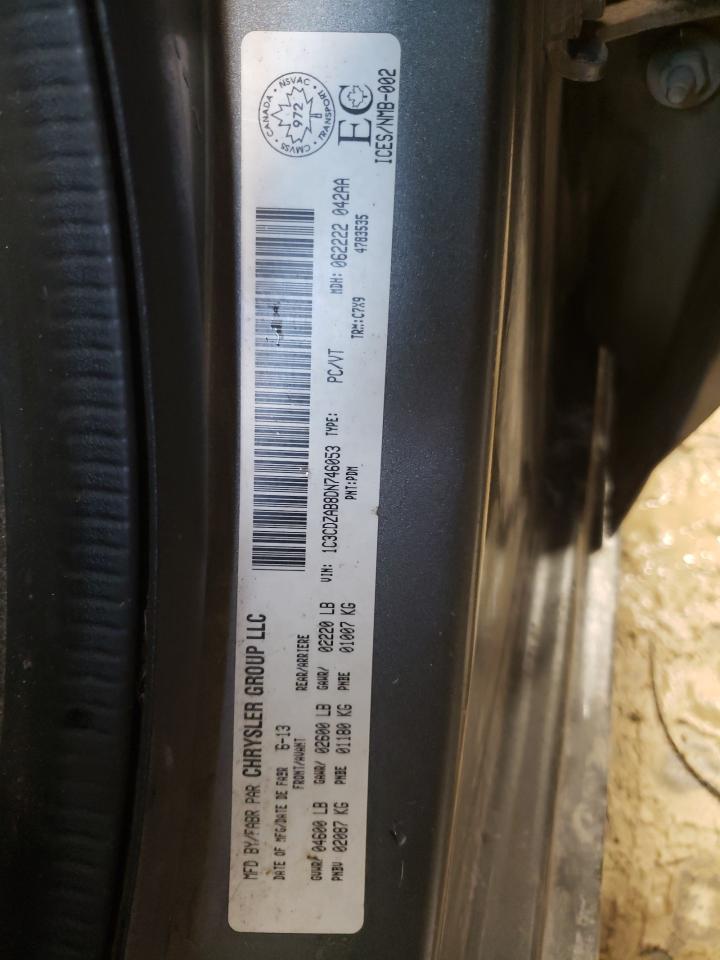 MFD BY/FABR PAR CHRYSLER GROUP LLC
DATE OF MFG/DATE DE FABR 6-13
FRONT/AVANT REAR/ARRIERE
GVWR/ 04600 LB GAWR/ 02600 LB GAWR/ 02220 LB
PNBV 02087 KG PNBE 01180 KG PNBE 01007 KG
VIN: 1C3CDZAB8DN746053 TYPE: PC/VT MDH: 062222 042AA
PNT:PDM TRM:C7X9 4783535
CANADA · NSVAC · TRANSPORT · CMVSS
972
EC
ICES/NMB-002